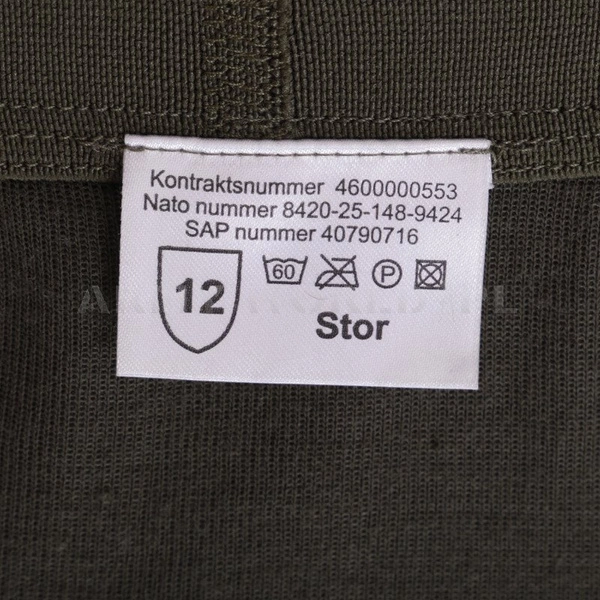 Kontraktsnummer 4600000553
Nato nummer 8420-25-148-9424
SAP nummer 40790716
12
60 P
Stor